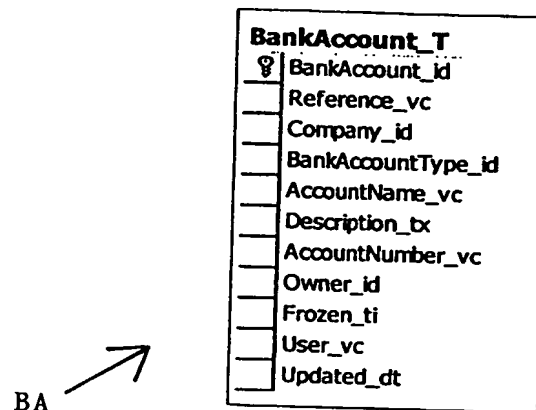 BankAccount_T
BankAccount_id
Reference_vc
Company_id
BankAccountType_id
AccountName_vc
Description_tx
AccountNumber_vc
Owner_id
Frozen_ti
User_vc
Updated_dt
BA